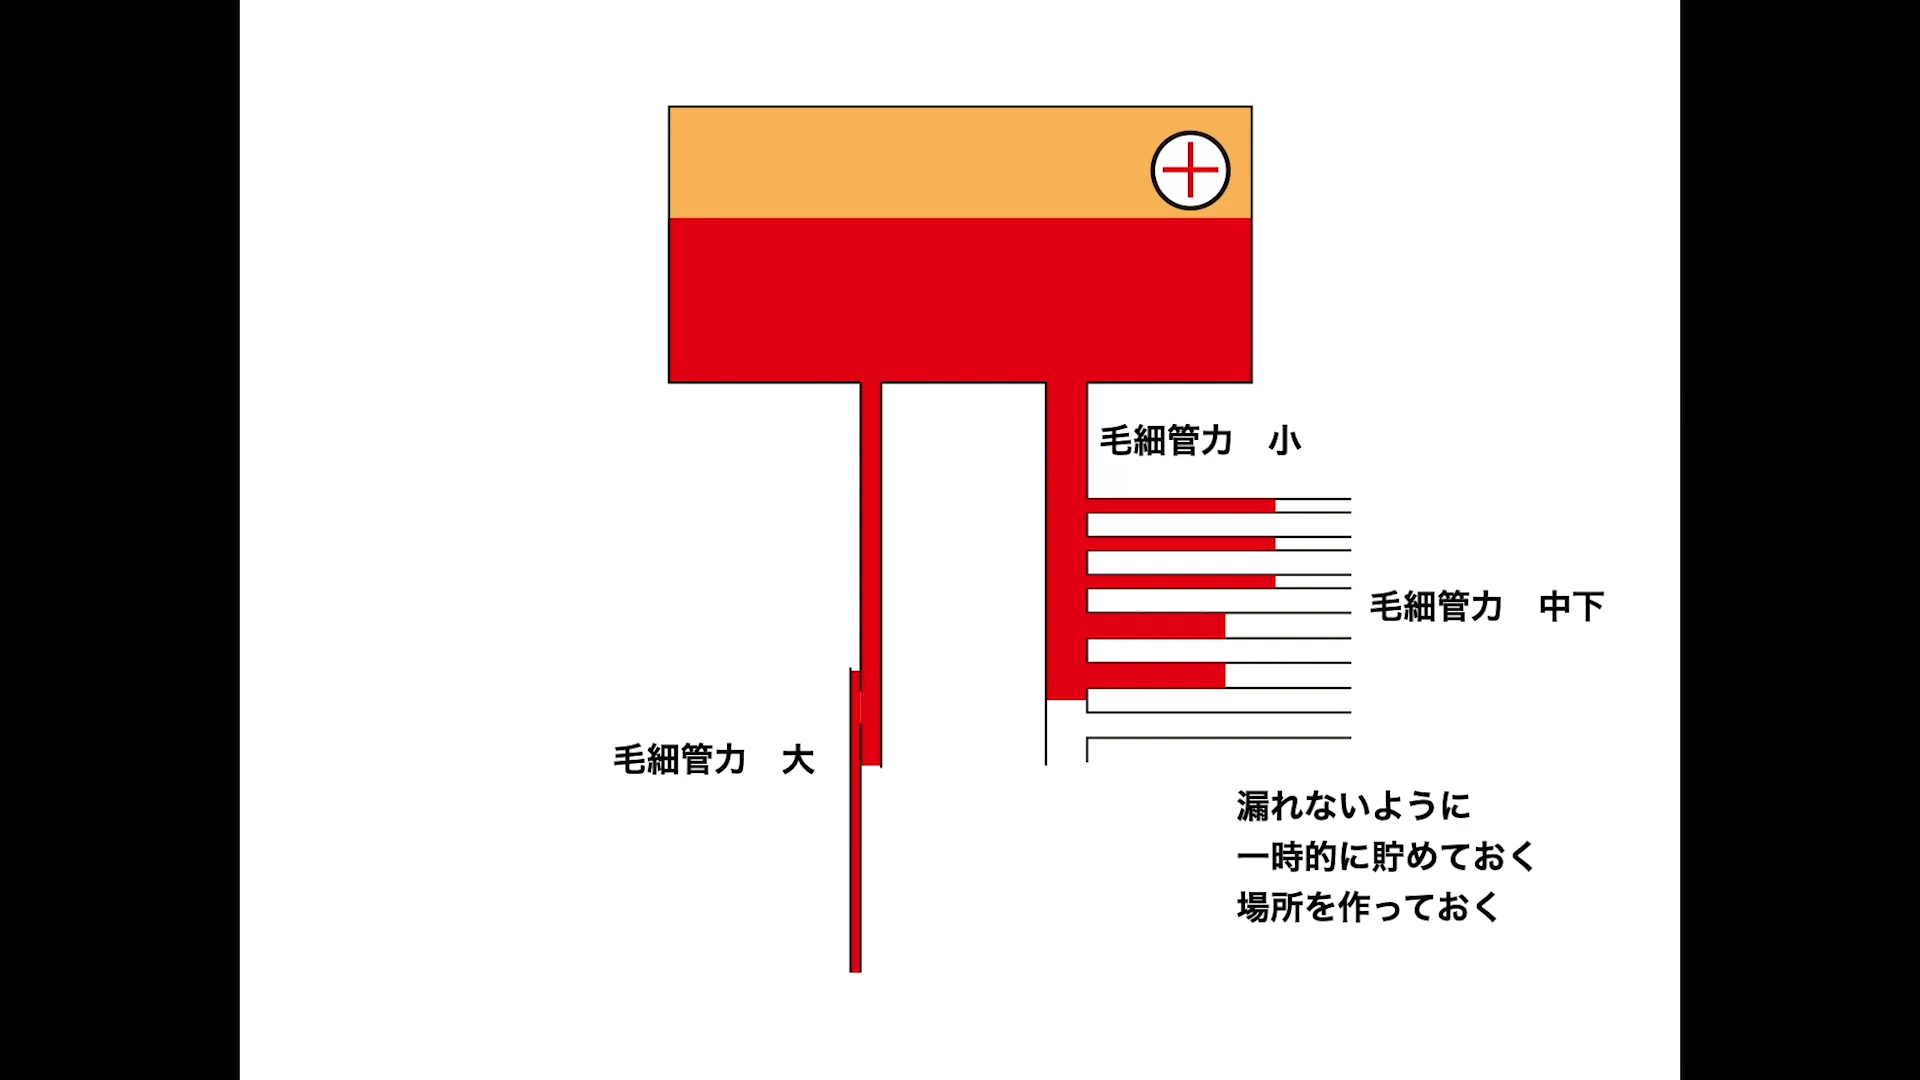 毛細管力　小
毛細管力　中下
毛細管力　大
漏れないように
一時的に貯めておく
場所を作っておく